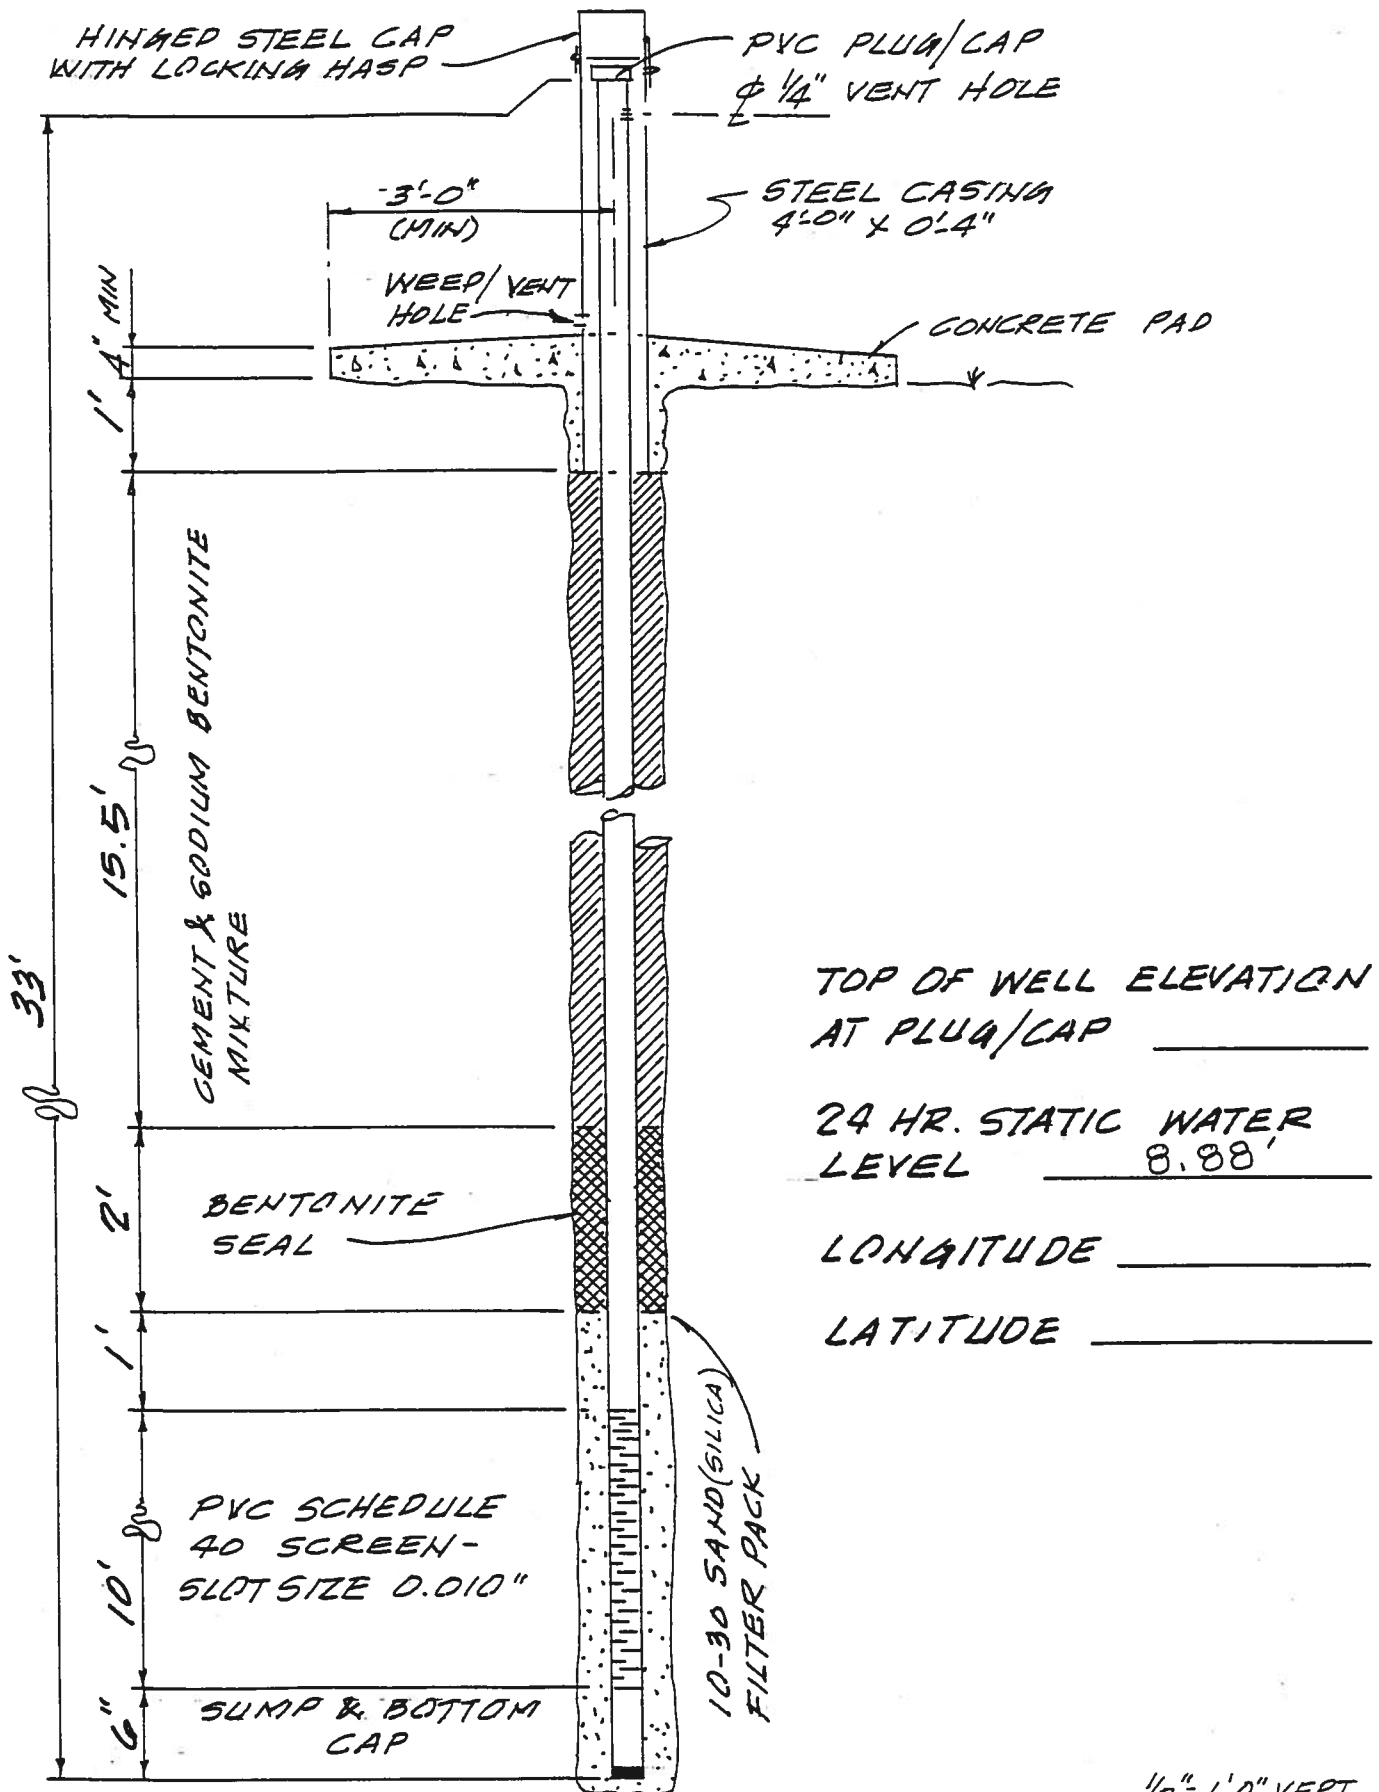 HINGED STEEL CAP
WITH LOCKING HASP
PVC PLUG/CAP
¢ 1/4" VENT HOLE
3'-0"
(MIN)
STEEL CASING
4'-0" X 0'-4"
WEEP/VENT
HOLE
CONCRETE PAD
4" MIN
1'
15.5'
CEMENT & SODIUM BENTONITE
MIXTURE
33'
TOP OF WELL ELEVATION
AT PLUG/CAP
24 HR. STATIC WATER
LEVEL 8.88'
LONGITUDE
LATITUDE
2'
BENTONITE
SEAL
1'
10-30 SAND (SILICA)
FILTER PACK
10'
PVC SCHEDULE
40 SCREEN-
SLOT SIZE 0.010"
6"
SUMP & BOTTOM
CAP